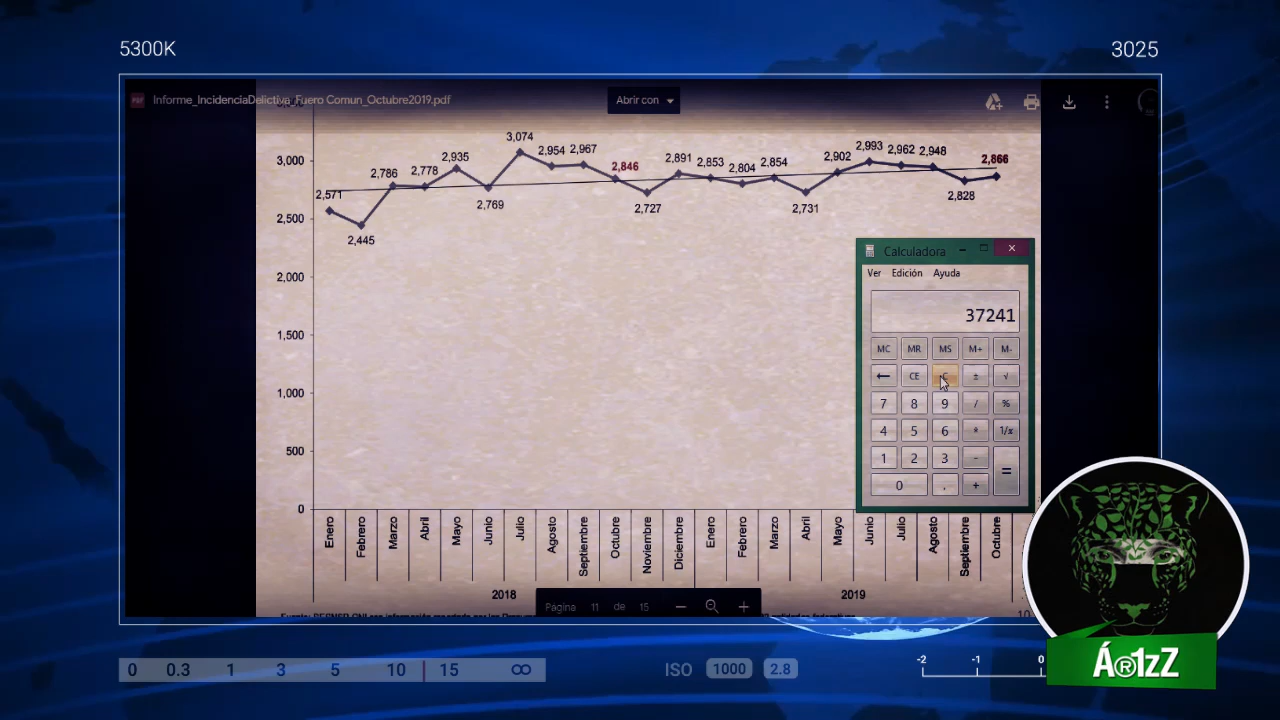 5300K
3025
PDF Informe_IncidenciaDelictiva_Fuero Comun_Octubre2019.pdf
Abrir con
3,000
2,500
2,000
1,500
1,000
500
0
2,571
2,445
2,786
2,778
2,935
2,769
3,074
2,954
2,967
2,846
2,727
2,891
2,853
2,804
2,854
2,731
2,902
2,993
2,962
2,948
2,828
2,866
Calculadora
Ver Edición Ayuda
37241
MC MR MS M+ M-
← CE C ± √
7 8 9 / %
4 5 6 * 1/x
1 2 3 - =
0 . +
Enero
Febrero
Marzo
Abril
Mayo
Junio
Julio
Agosto
Septiembre
Octubre
Noviembre
Diciembre
Enero
Febrero
Marzo
Abril
Mayo
Junio
Julio
Agosto
Septiembre
Octubre
2018
2019
Página 11 de 15
10
Á®1zZ
0 0.3 1 3 5 10 15 ∞
ISO 1000 2.8
-2 -1 0